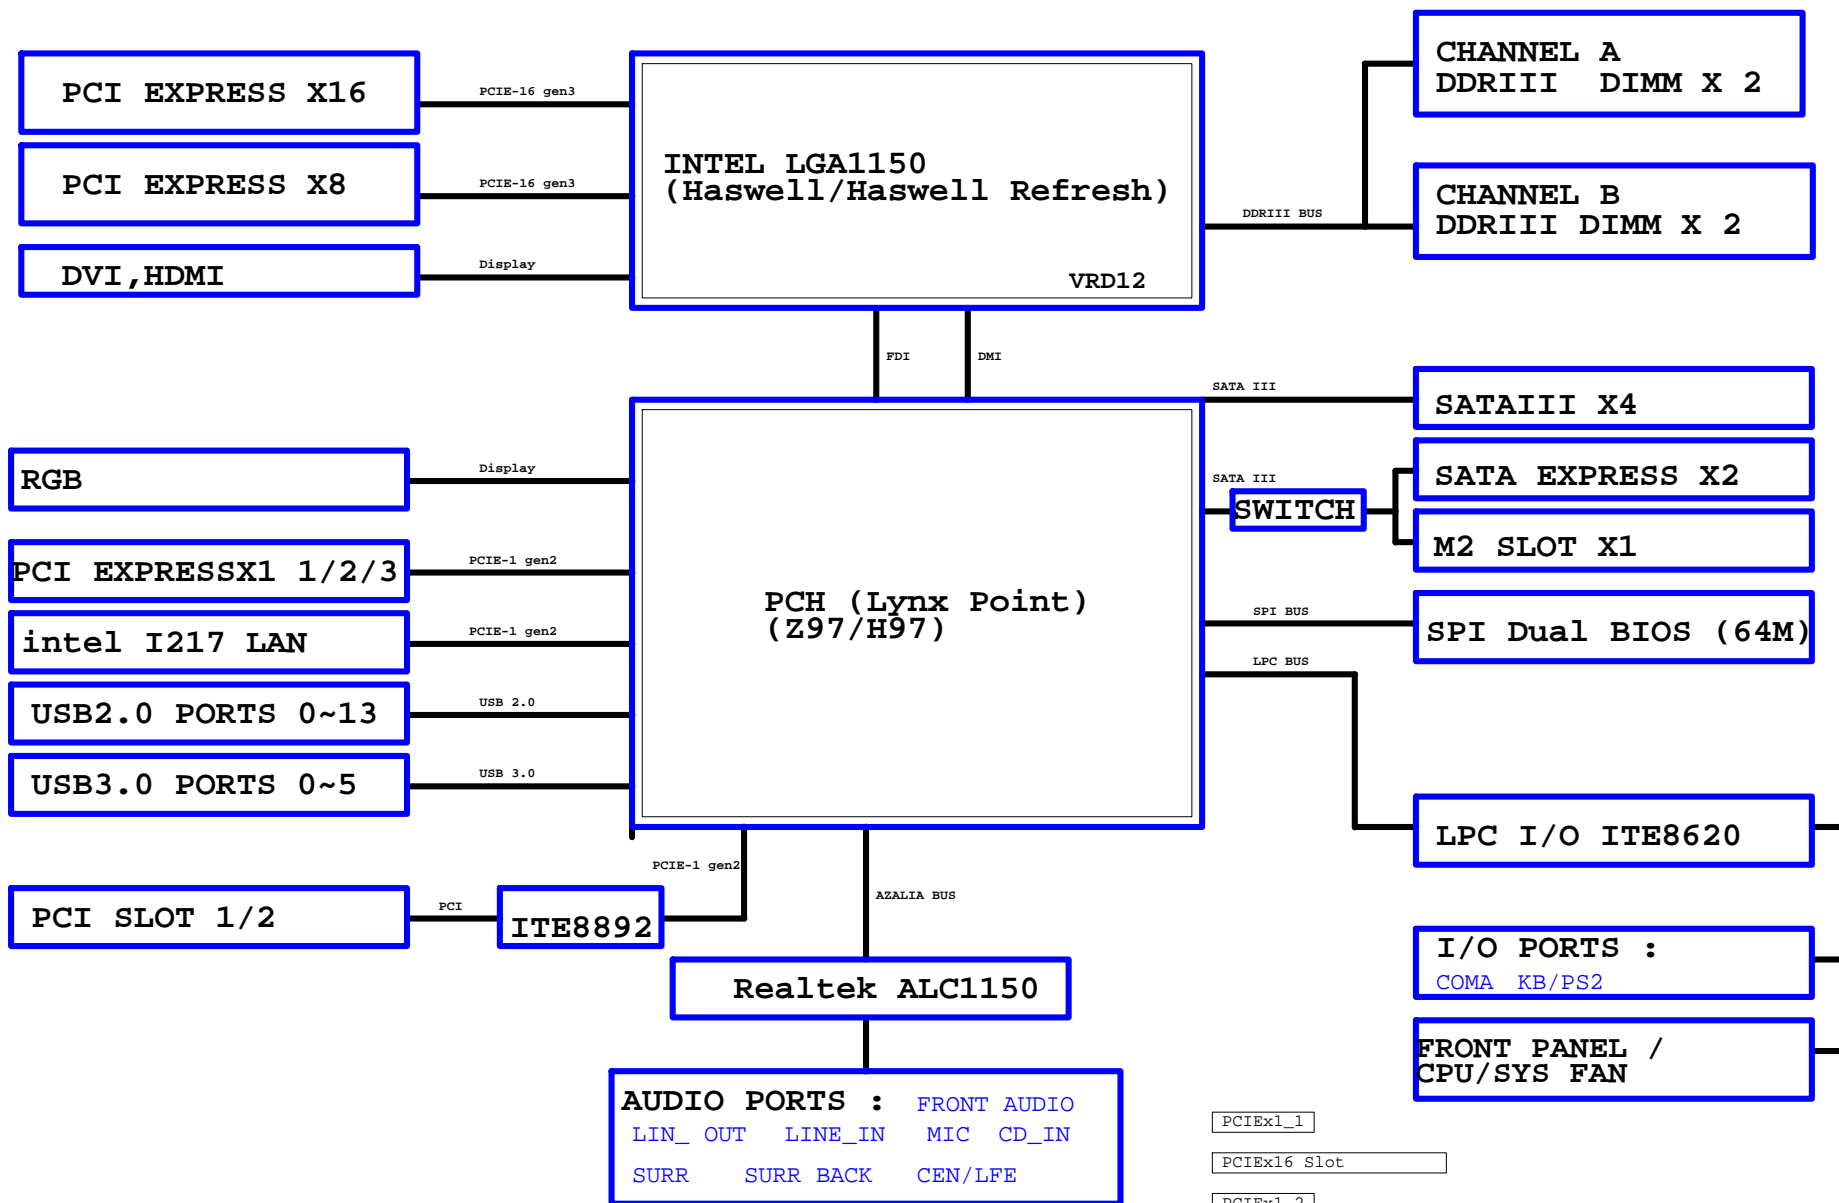 PCI EXPRESS X16
PCIE-16 gen3
PCI EXPRESS X8
PCIE-16 gen3
DVI,HDMI
Display
INTEL LGA1150
(Haswell/Haswell Refresh)
VRD12
DDRIII BUS
CHANNEL A
DDRIII DIMM X 2
CHANNEL B
DDRIII DIMM X 2
FDI
DMI
RGB
Display
PCI EXPRESSX1 1/2/3
PCIE-1 gen2
intel I217 LAN
PCIE-1 gen2
USB2.0 PORTS 0~13
USB 2.0
USB3.0 PORTS 0~5
USB 3.0
PCH (Lynx Point)
(Z97/H97)
SATA III
SATAIII X4
SATA III
SWITCH
SATA EXPRESS X2
M2 SLOT X1
SPI BUS
SPI Dual BIOS (64M)
LPC BUS
LPC I/O ITE8620
PCI SLOT 1/2
PCI
ITE8892
PCIE-1 gen2
AZALIA BUS
Realtek ALC1150
I/O PORTS :
COMA KB/PS2
FRONT PANEL /
CPU/SYS FAN
AUDIO PORTS : FRONT AUDIO
LIN_ OUT LINE_IN MIC CD_IN
SURR SURR BACK CEN/LFE
PCIEx1_1
PCIEx16 Slot
PCIEx1_2